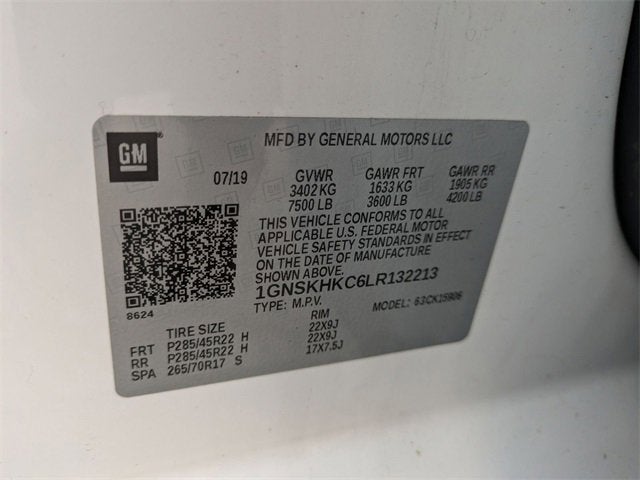 GM
®
MFD BY GENERAL MOTORS LLC
07/19 GVWR GAWR FRT GAWR RR
3402 KG 1633 KG 1905 KG
7500 LB 3600 LB 4200 LB
THIS VEHICLE CONFORMS TO ALL
APPLICABLE U.S. FEDERAL MOTOR
VEHICLE SAFETY STANDARDS IN EFFECT
ON THE DATE OF MANUFACTURE
SHOWN ABOVE.
1GNSKHKC6LR132213
8624
TYPE: M.P.V. MODEL: 63CK15906
TIRE SIZE RIM
FRT P285/45R22 H 22X9J
RR P285/45R22 H 22X9J
SPA 265/70R17 S 17X7.5J